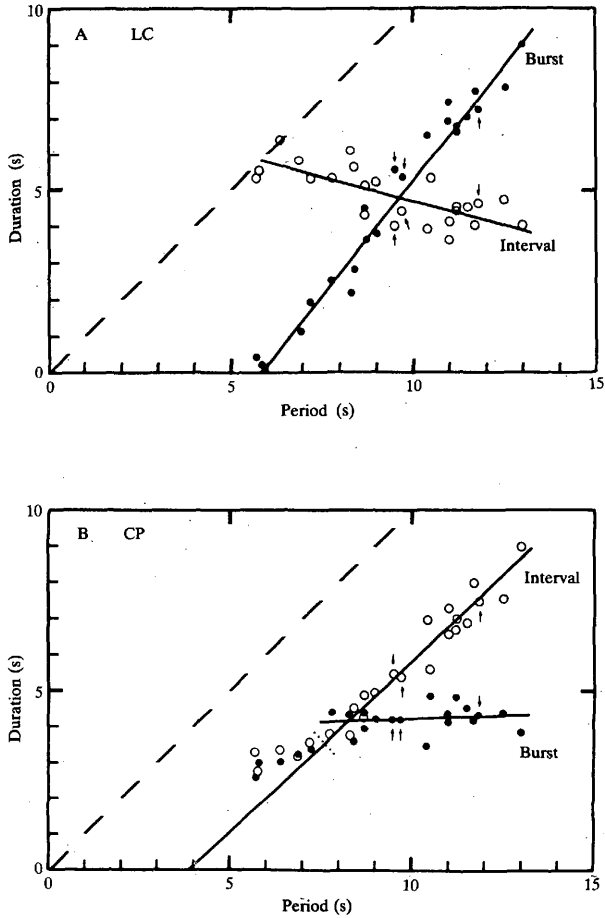 10
A LC
Burst
Duration (s)
5
Interval
0
0 5 10 15
Period (s)
10
B CP
Interval
Duration (s)
5
Burst
0
0 5 10 15
Period (s)